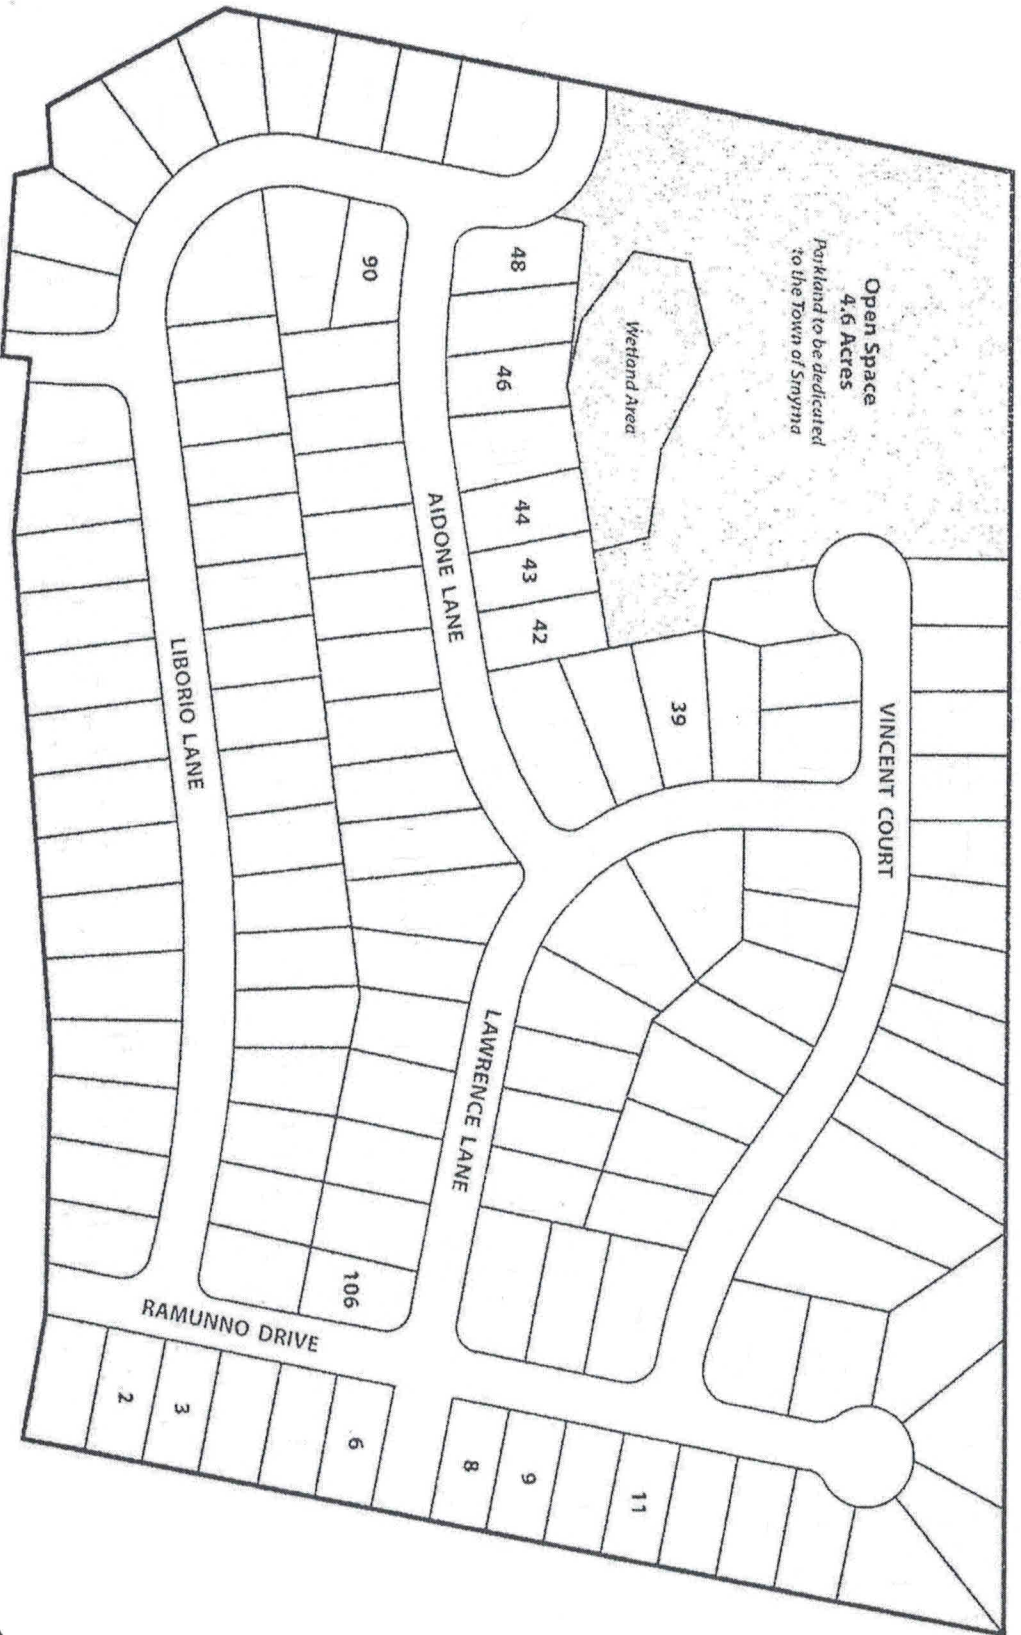 Open Space
4.6 Acres
Parkland to be dedicated
to the Town of Smyrna
Wetland Area
48
46
44
43
42
39
90
106
AIDONE LANE
LIBORIO LANE
VINCENT COURT
LAWRENCE LANE
RAMUNNO DRIVE
2
3
6
8
9
11